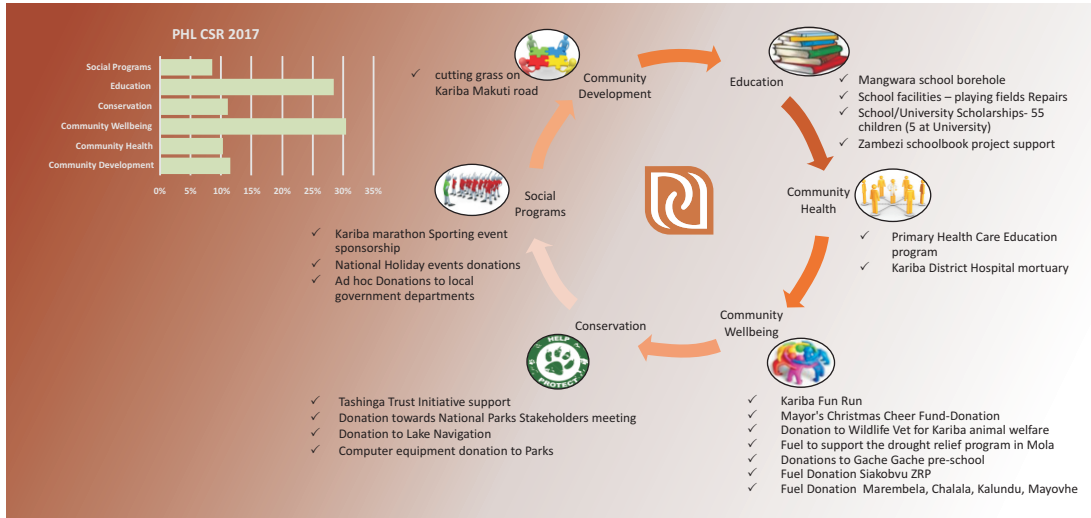 PHL CSR 2017
Social Programs
Education
Conservation
Community Wellbeing
Community Health
Community Development
0% 5% 10% 15% 20% 25% 30% 35%
✓ cutting grass on
Kariba Makuti road
Community
Development
Education
✓ Mangwara school borehole
✓ School facilities – playing fields Repairs
✓ School/University Scholarships- 55
children (5 at University)
✓ Zambezi schoolbook project support
Community
Health
✓ Primary Health Care Education
program
✓ Kariba District Hospital mortuary
Community
Wellbeing
✓ Kariba Fun Run
✓ Mayor's Christmas Cheer Fund-Donation
✓ Donation to Wildlife Vet for Kariba animal welfare
✓ Fuel to support the drought relief program in Mola
✓ Donations to Gache Gache pre-school
✓ Fuel Donation Siakobvu ZRP
✓ Fuel Donation Marembela, Chalala, Kalundu, Mayovhe
Conservation
HELP
PROTECT
✓ Tashinga Trust Initiative support
✓ Donation towards National Parks Stakeholders meeting
✓ Donation to Lake Navigation
✓ Computer equipment donation to Parks
Social
Programs
✓ Kariba marathon Sporting event
sponsorship
✓ National Holiday events donations
✓ Ad hoc Donations to local
government departments